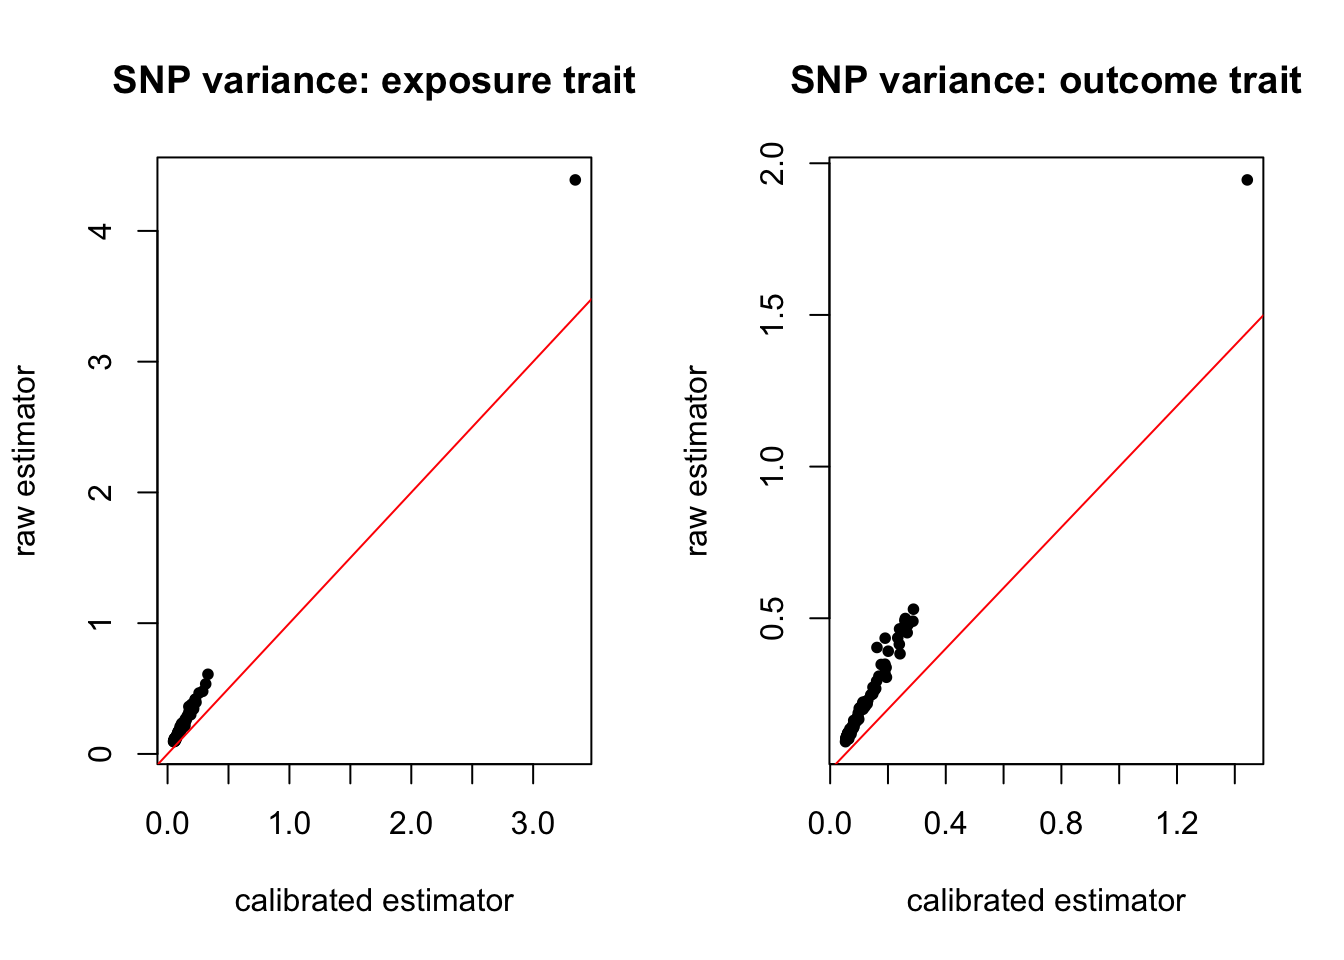 SNP variance: exposure trait
raw estimator
4
3
2
1
0
0.0 1.0 2.0 3.0
calibrated estimator
SNP variance: outcome trait
raw estimator
2.0
1.5
1.0
0.5
0.0 0.4 0.8 1.2
calibrated estimator